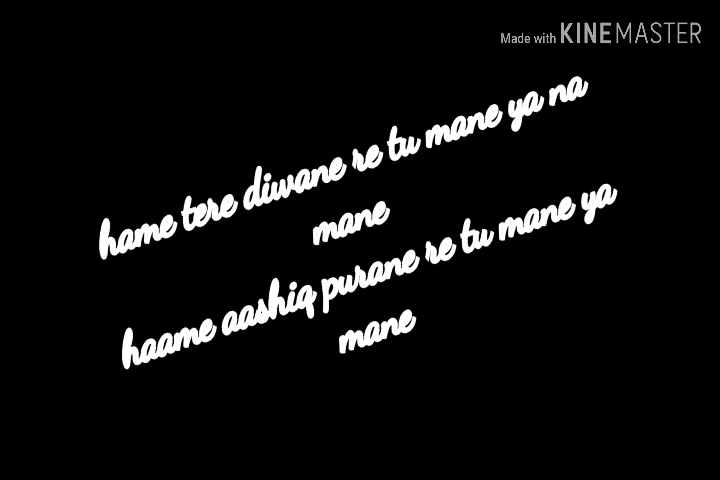 Made with KINEMASTER
hame tere diwane re tu mane ya na
mane
haame aashiq purane re tu mane ya
mane